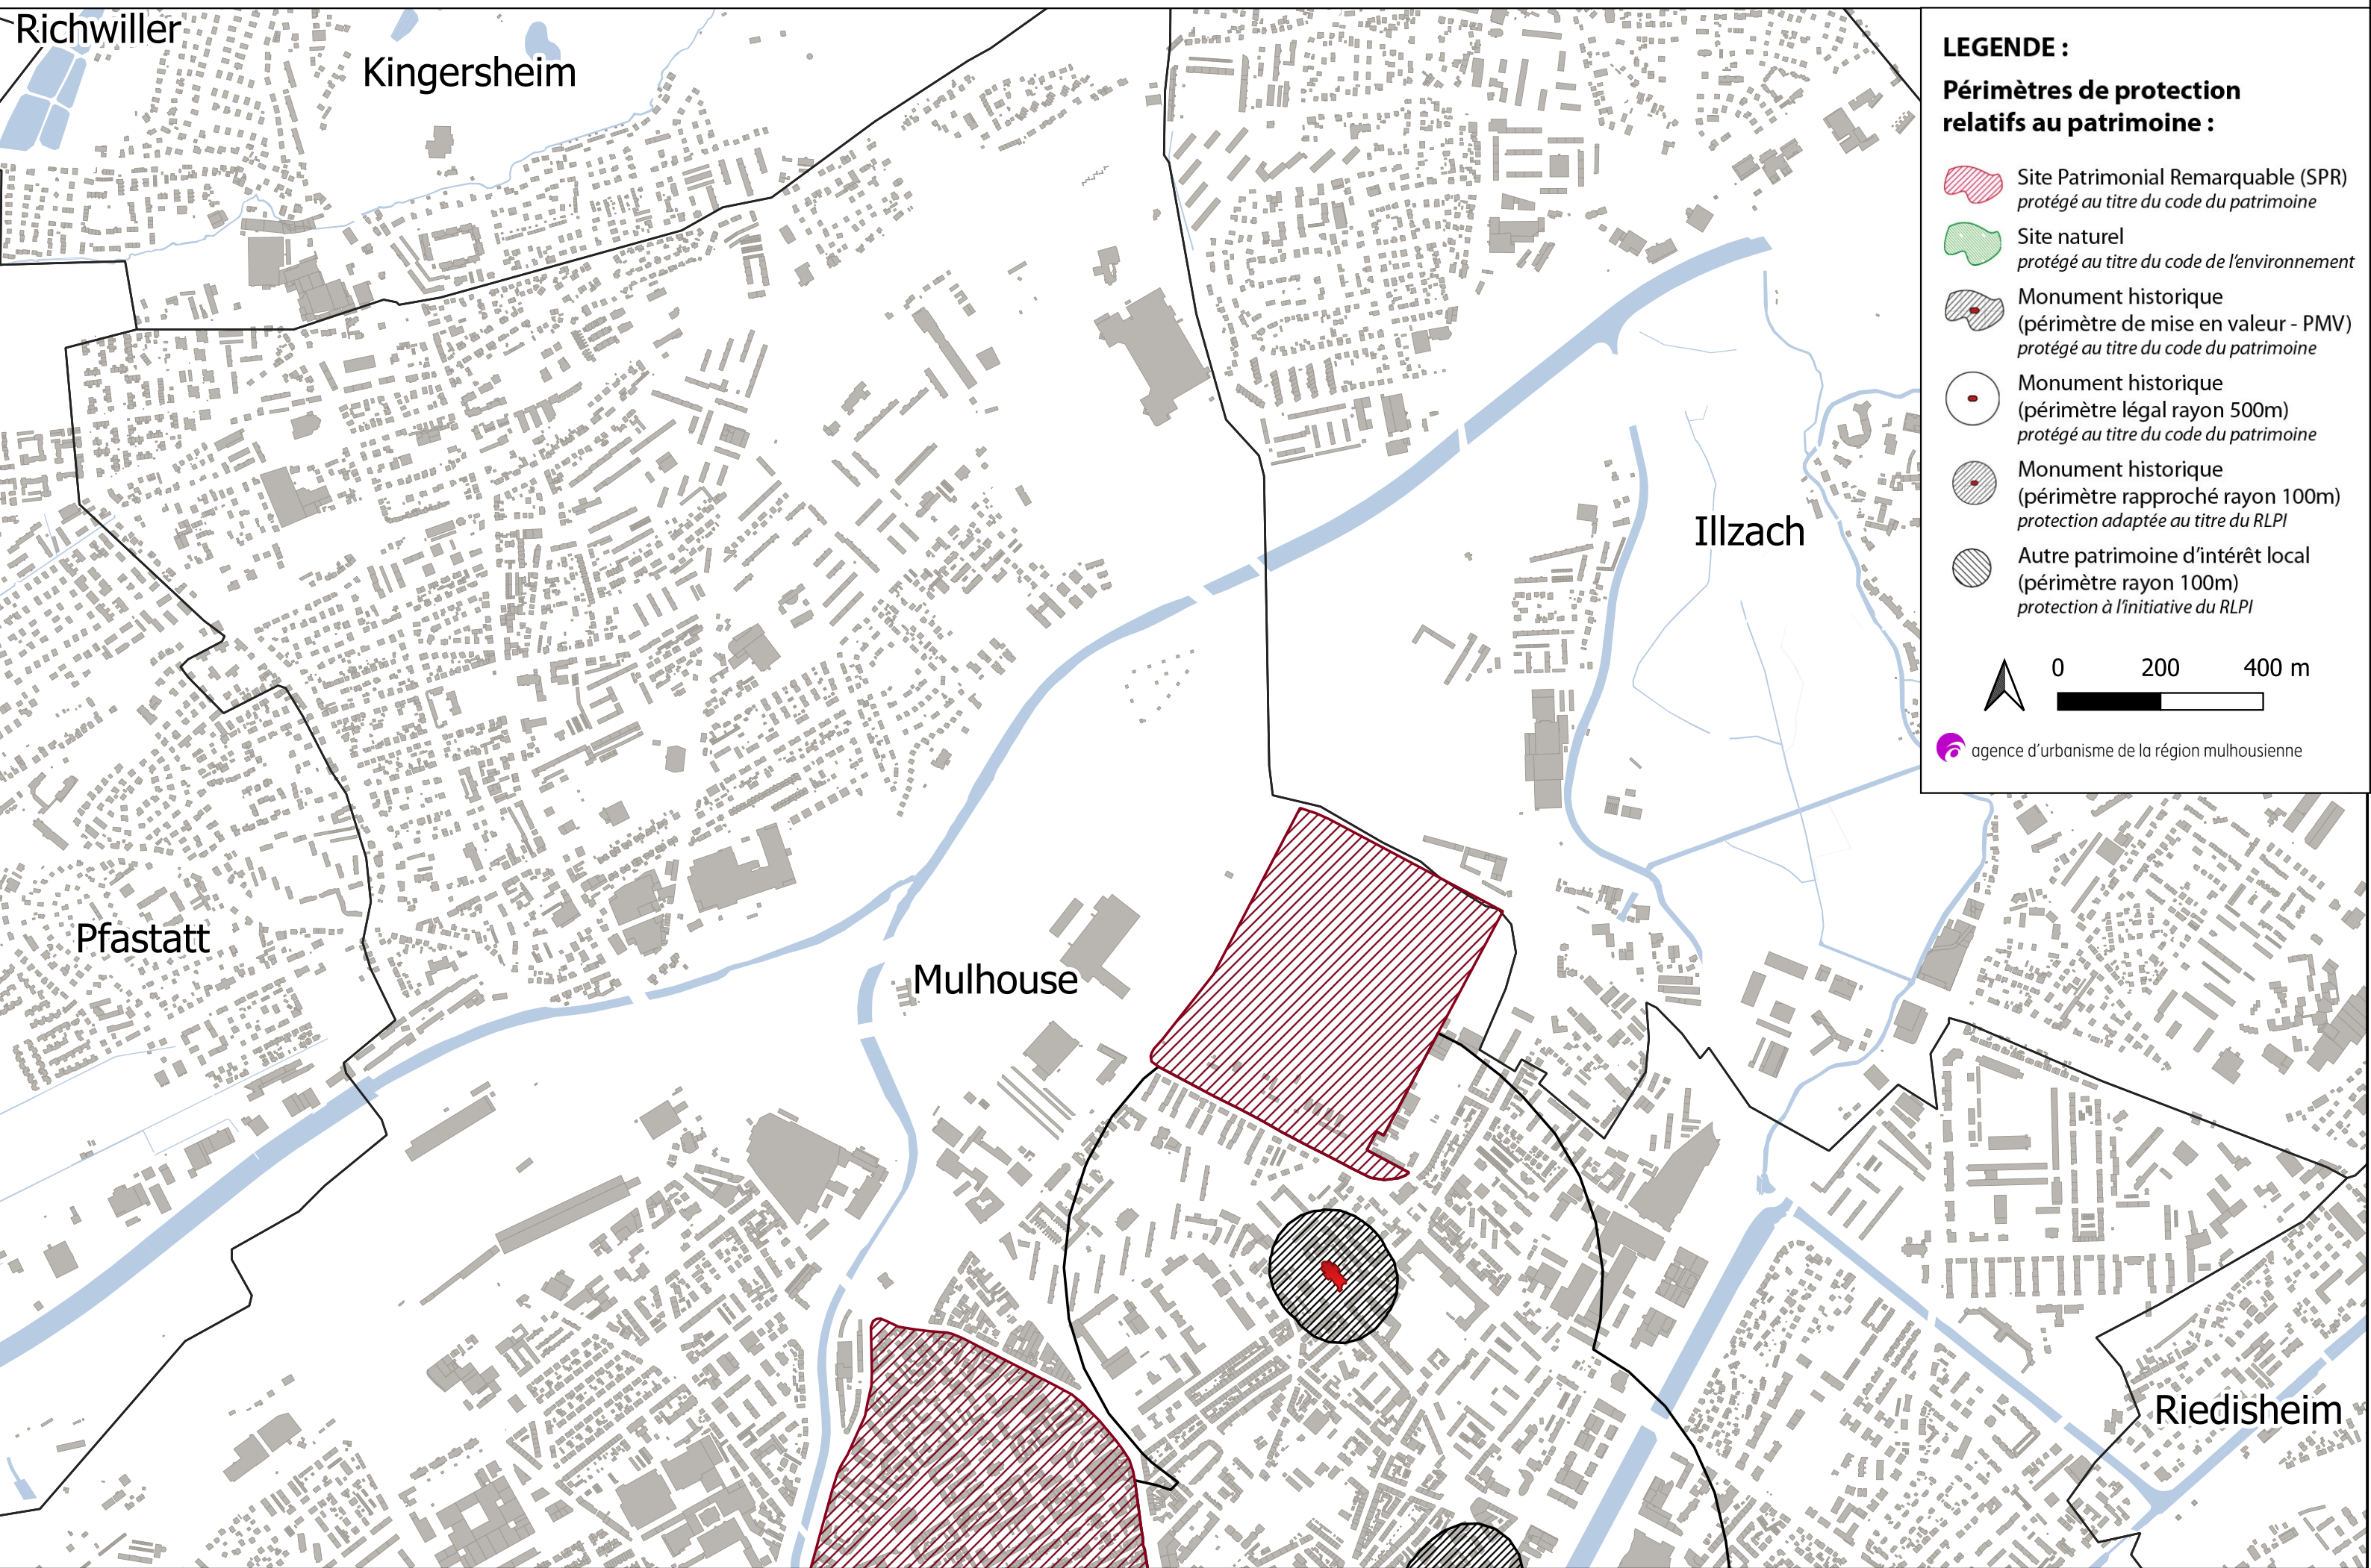 Richwiller
Kingersheim
Illzach
Pfastatt
Mulhouse
Riedisheim
LEGENDE :
Périmètres de protection
relatifs au patrimoine :
Site Patrimonial Remarquable (SPR)
protégé au titre du code du patrimoine
Site naturel
protégé au titre du code de l'environnement
Monument historique
(périmètre de mise en valeur - PMV)
protégé au titre du code du patrimoine
Monument historique
(périmètre légal rayon 500m)
protégé au titre du code du patrimoine
Monument historique
(périmètre rapproché rayon 100m)
protection adaptée au titre du RLPI
Autre patrimoine d'intérêt local
(périmètre rayon 100m)
protection à l'initiative du RLPI
0 200 400 m
agence d'urbanisme de la région mulhousienne